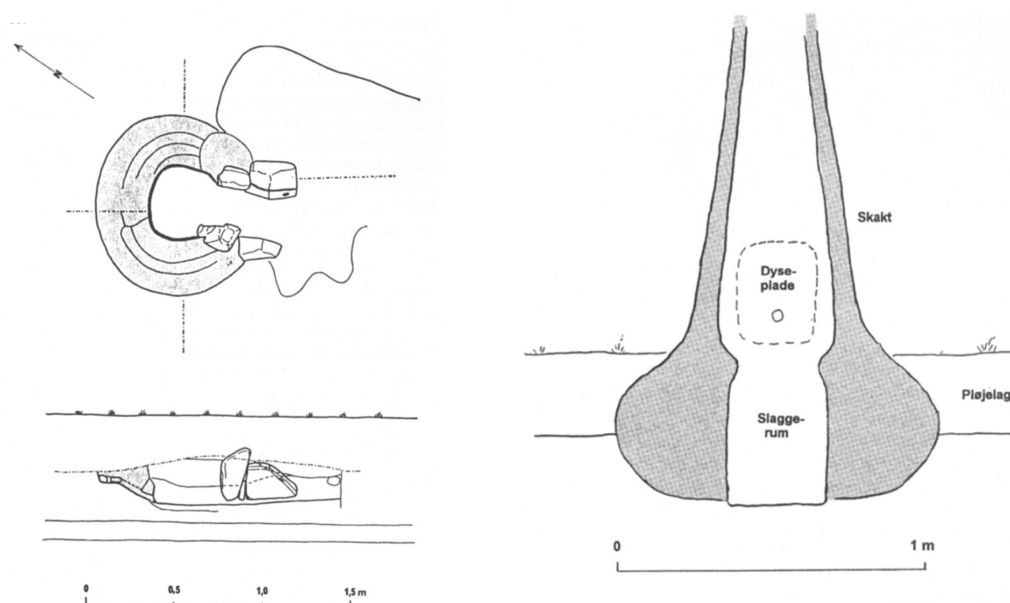 N
0 0,5 1,0 1,5 m
Skakt
Dyse-
plade
Pløjelag
Slagge-
rum
0 1 m